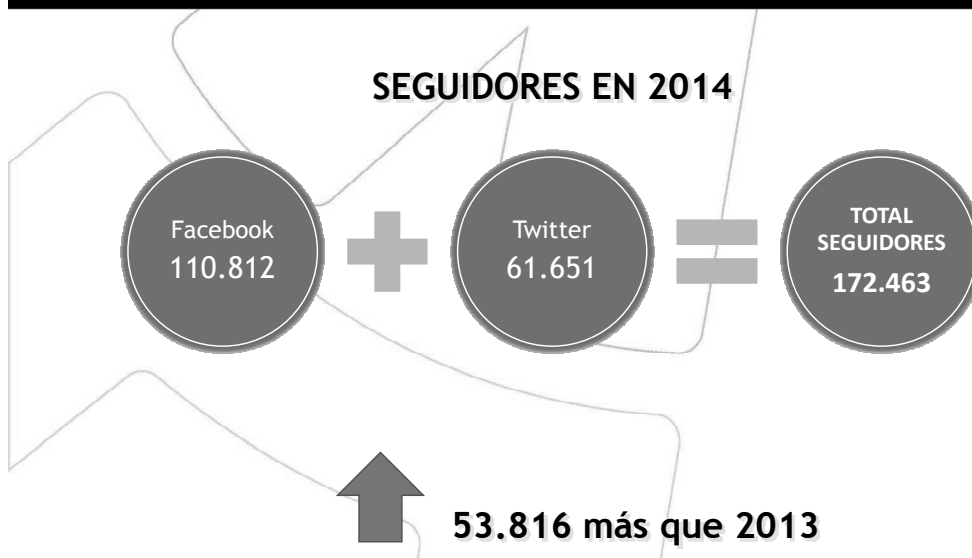 SEGUIDORES EN 2014
Facebook
110.812
Twitter
61.651
TOTAL
SEGUIDORES
172.463
53.816 más que 2013